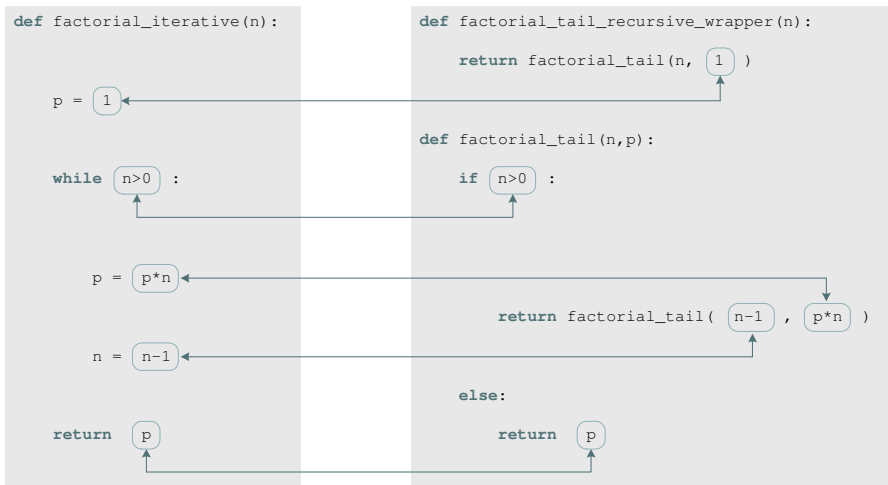 def factorial_iterative(n):
p = 1
while n>0 :
p = p*n
n = n-1
return p
def factorial_tail_recursive_wrapper(n):
return factorial_tail(n, 1 )
def factorial_tail(n,p):
if n>0 :
return factorial_tail( n-1 , p*n )
else:
return p